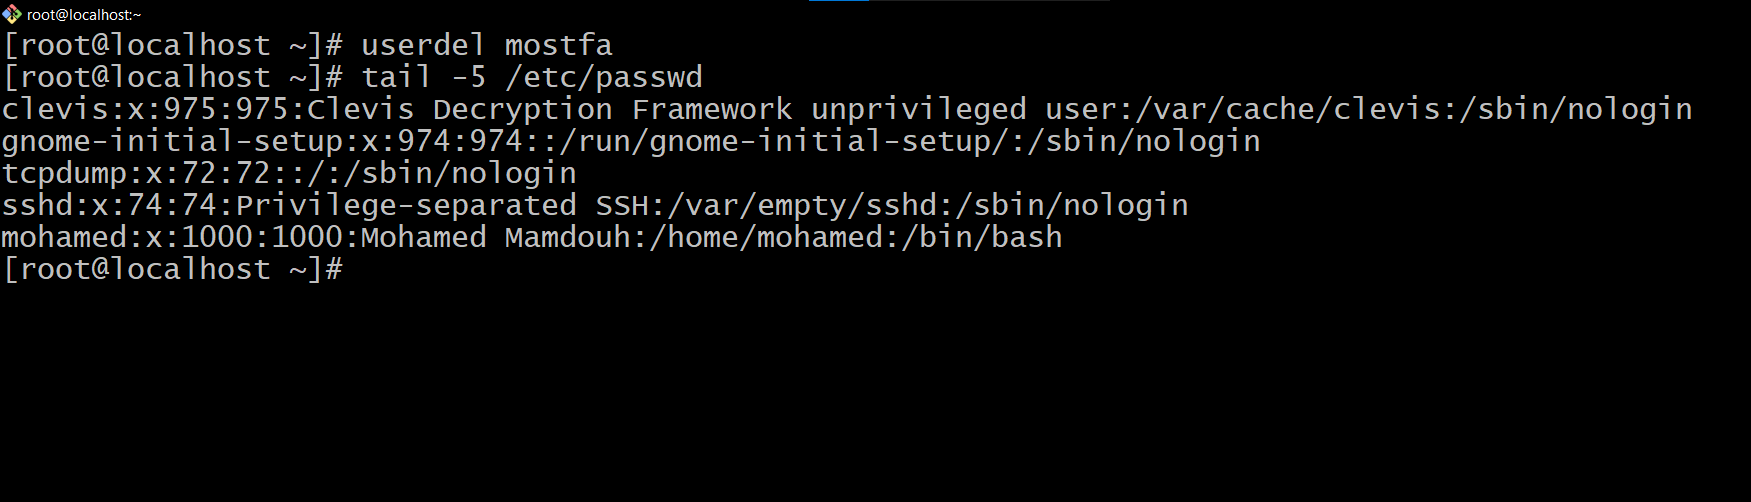 root@localhost:~
[root@localhost ~]# userdel mostfa
[root@localhost ~]# tail -5 /etc/passwd
clevis:x:975:975:Clevis Decryption Framework unprivileged user:/var/cache/clevis:/sbin/nologin
gnome-initial-setup:x:974:974::/run/gnome-initial-setup/:/sbin/nologin
tcpdump:x:72:72::/:/sbin/nologin
sshd:x:74:74:Privilege-separated SSH:/var/empty/sshd:/sbin/nologin
mohamed:x:1000:1000:Mohamed Mamdouh:/home/mohamed:/bin/bash
[root@localhost ~]#